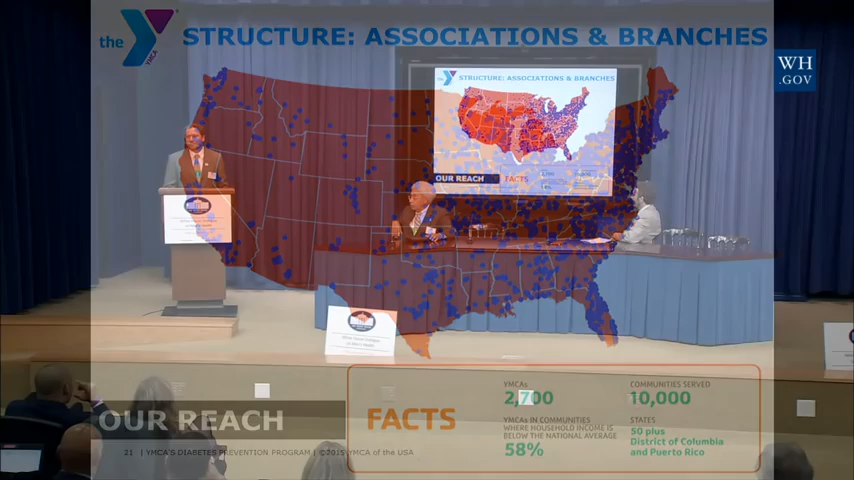 the
YMCA
STRUCTURE: ASSOCIATIONS & BRANCHES
WH
.GOV
the
STRUCTURE: ASSOCIATIONS & BRANCHES
OUR REACH
FACTS
OUR REACH
FACTS
YMCAs
2,700
YMCAs IN COMMUNITIES
WHERE HOUSEHOLD INCOME IS
BELOW THE NATIONAL AVERAGE
58%
COMMUNITIES SERVED
10,000
STATES
50 plus
District of Columbia
and Puerto Rico
21 | YMCA'S DIABETES PREVENTION PROGRAM | ©2015 YMCA of the USA